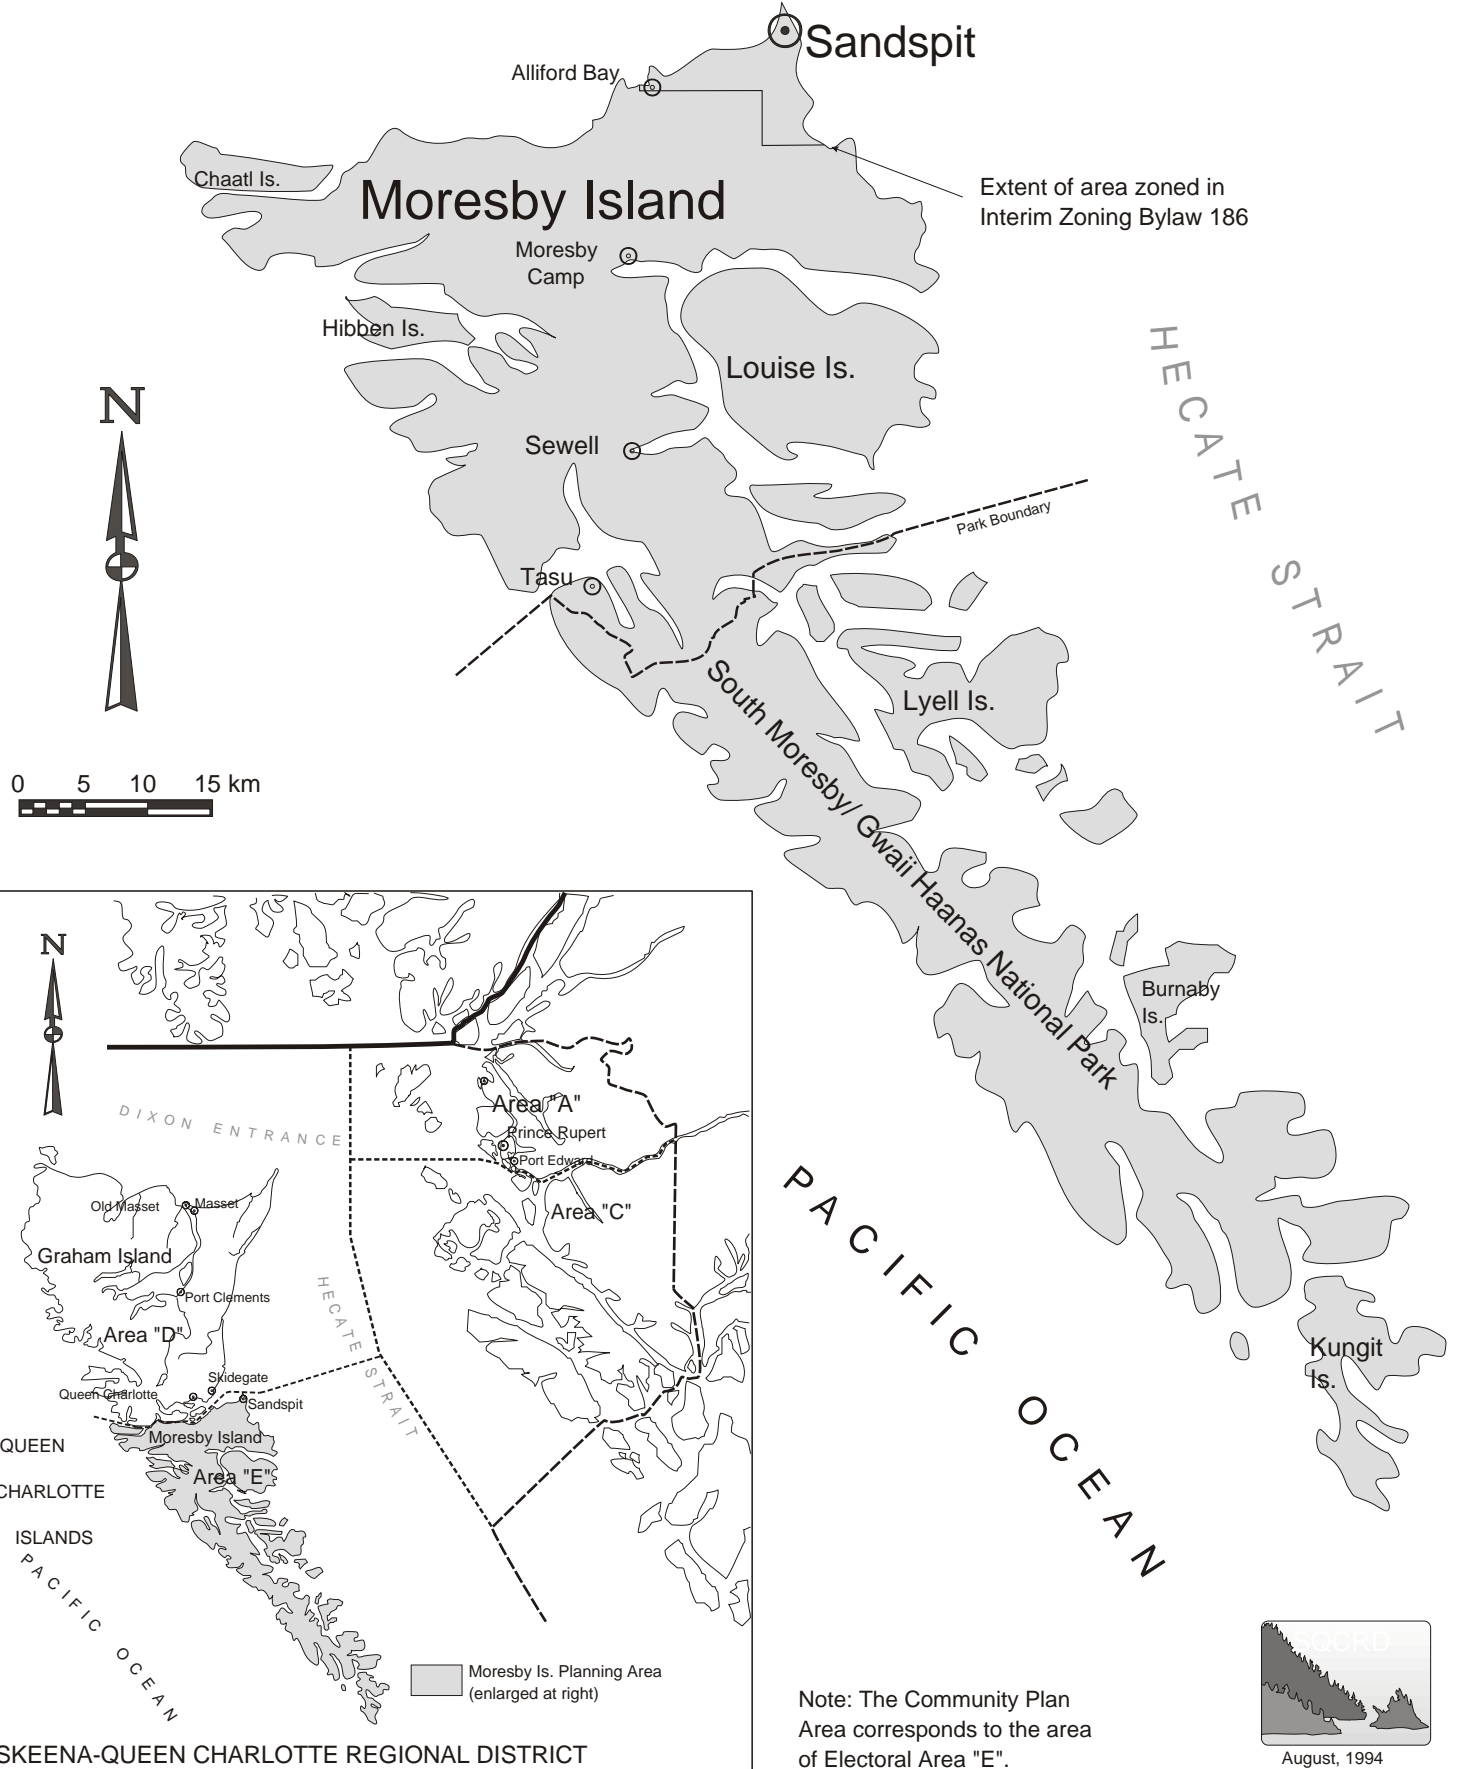 Sandspit
Alliford Bay
Chaatl Is.
Moresby Island
Extent of area zoned in
Interim Zoning Bylaw 186
Moresby
Camp
Hibben Is.
Louise Is.
HECATE STRAIT
N
Sewell
Park Boundary
Tasu
South Moresby/ Gwaii Haanas National Park
Lyell Is.
0 5 10 15 km
Burnaby
Is.
PACIFIC OCEAN
Kungit
Is.
N
DIXON ENTRANCE
Area "A"
Prince Rupert
Port Edward
Old Masset
Masset
Area "C"
Graham Island
Port Clements
HECATE STRAIT
Area "D"
Skidegate
Queen Charlotte
Sandspit
Moresby Island
QUEEN
CHARLOTTE
ISLANDS
Area "E"
PACIFIC OCEAN
Moresby Is. Planning Area
(enlarged at right)
SKEENA-QUEEN CHARLOTTE REGIONAL DISTRICT
Note: The Community Plan
Area corresponds to the area
of Electoral Area "E".
SQCRD
August, 1994